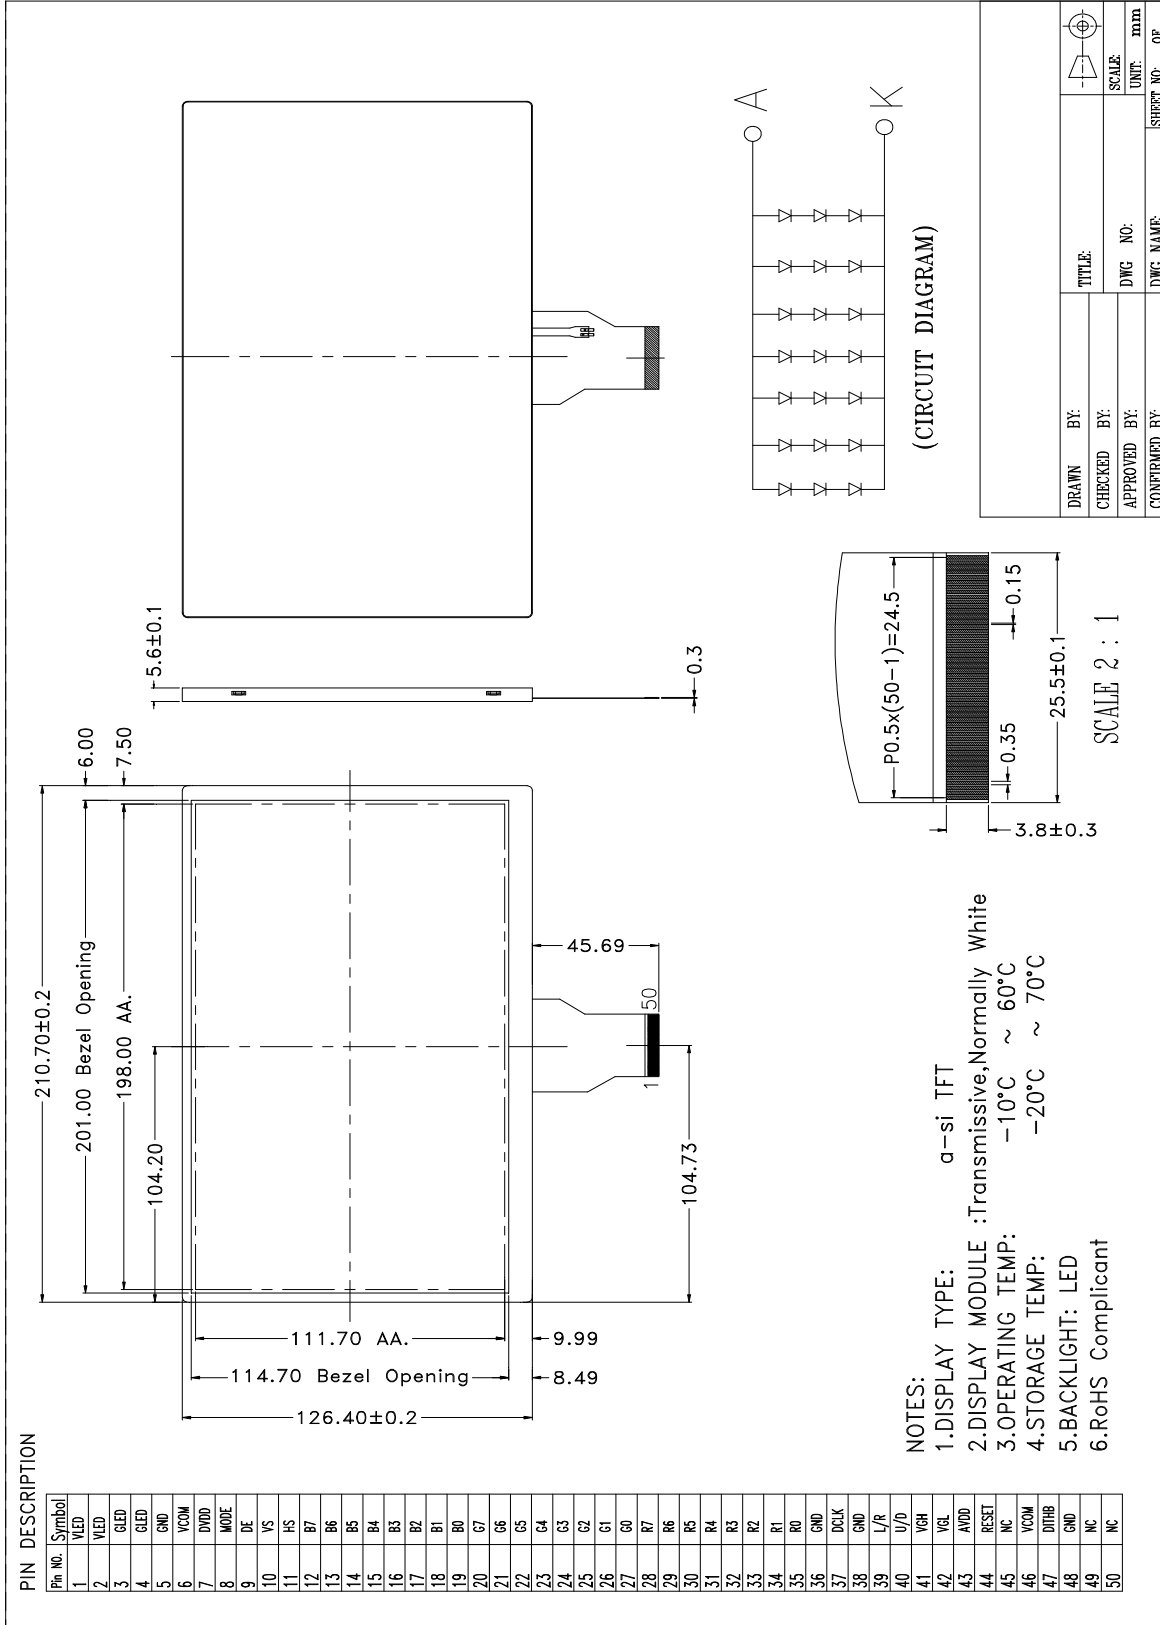 PIN DESCRIPTION
Pin NO. Symbol
1 VLED
2 VLED
3 GLED
4 GLED
5 GND
6 VCOM
7 DVDD
8 MODE
9 DE
10 VS
11 HS
12 B7
13 B6
14 B5
15 B4
16 B3
17 B2
18 B1
19 B0
20 G7
21 G6
22 G5
23 G4
24 G3
25 G2
26 G1
27 G0
28 R7
29 R6
30 R5
31 R4
32 R3
33 R2
34 R1
35 R0
36 GND
37 DCLK
38 GND
39 L/R
40 U/D
41 VGH
42 VGL
43 AVDD
44 RESET
45 NC
46 VCOM
47 DITHB
48 GND
49 NC
50 NC
210.70±0.2
201.00 Bezel Opening
198.00 AA.
104.20
6.00
7.50
111.70 AA.
9.99
114.70 Bezel Opening
8.49
126.40±0.2
45.69
1
50
104.73
5.6±0.1
0.3
A
K
(CIRCUIT DIAGRAM)
P0.5x(50-1)=24.5
0.35
0.15
25.5±0.1
3.8±0.3
SCALE 2 : 1
NOTES:
1.DISPLAY TYPE: a-si TFT
2.DISPLAY MODULE :Transmissive,Normally White
3.OPERATING TEMP: -10°C ~ 60°C
4.STORAGE TEMP: -20°C ~ 70°C
5.BACKLIGHT: LED
6.RoHS Complicant
DRAWN BY:
CHECKED BY:
APPROVED BY:
CONFIRMED BY:
TITLE:
DWG NO:
DWG NAME:
SCALE:
UNIT: mm
SHEET NO: OF